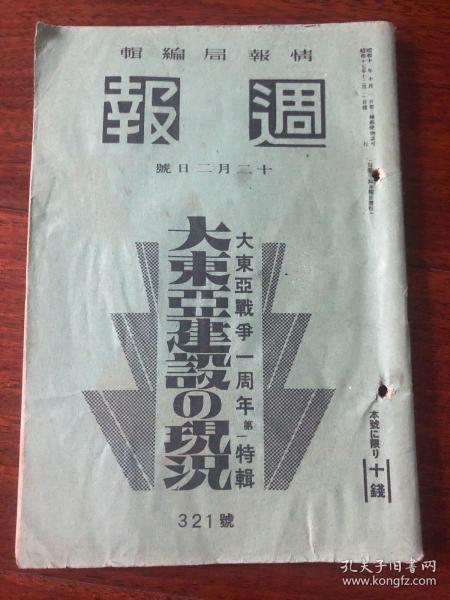 情報局編輯
週報
十二月二日號
大東亞戰爭一周年第一特輯
大東亞建設の現況
321號
本號に限り十錢
孔夫子旧书网
www.kongfz.com